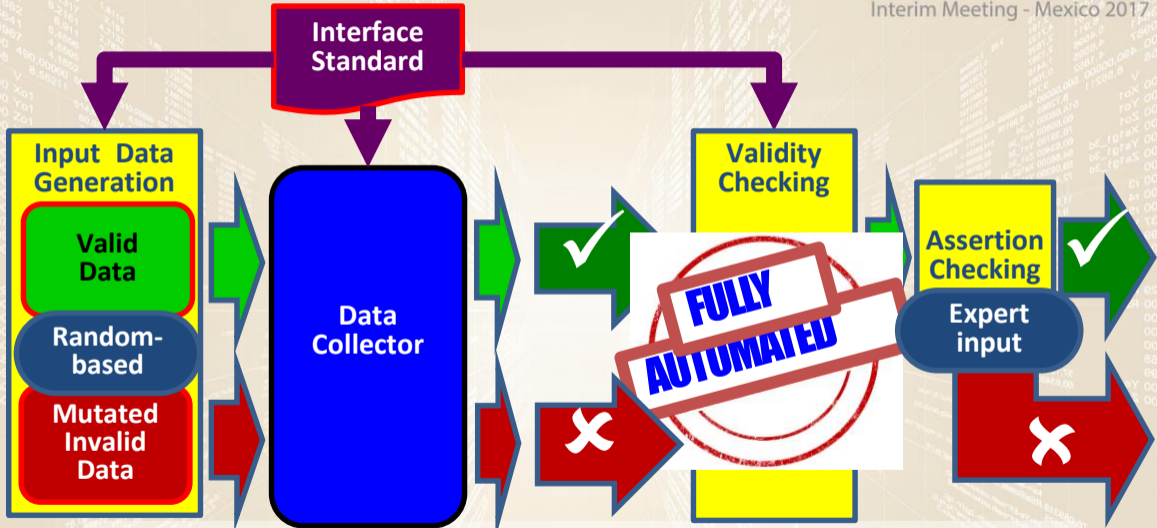 Interim Meeting - Mexico 2017
Interface
Standard
Input Data
Generation
Valid
Data
Random-
based
Mutated
Invalid
Data
Data
Collector
Validity
Checking
FULLY
AUTOMATED
Assertion
Checking
Expert
input